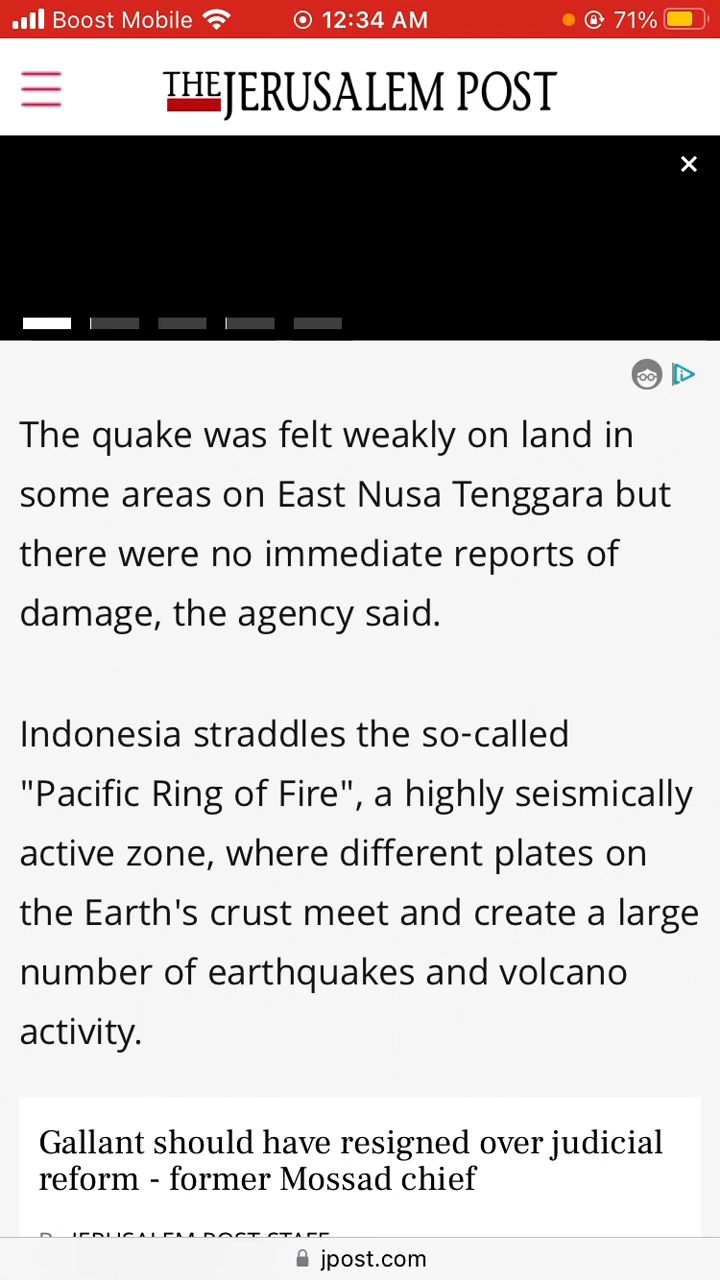 Boost Mobile 12:34 AM 71%
THE JERUSALEM POST
The quake was felt weakly on land in
some areas on East Nusa Tenggara but
there were no immediate reports of
damage, the agency said.
Indonesia straddles the so-called
"Pacific Ring of Fire", a highly seismically
active zone, where different plates on
the Earth's crust meet and create a large
number of earthquakes and volcano
activity.
Gallant should have resigned over judicial
reform - former Mossad chief
By JERUSALEM POST STAFF
jpost.com